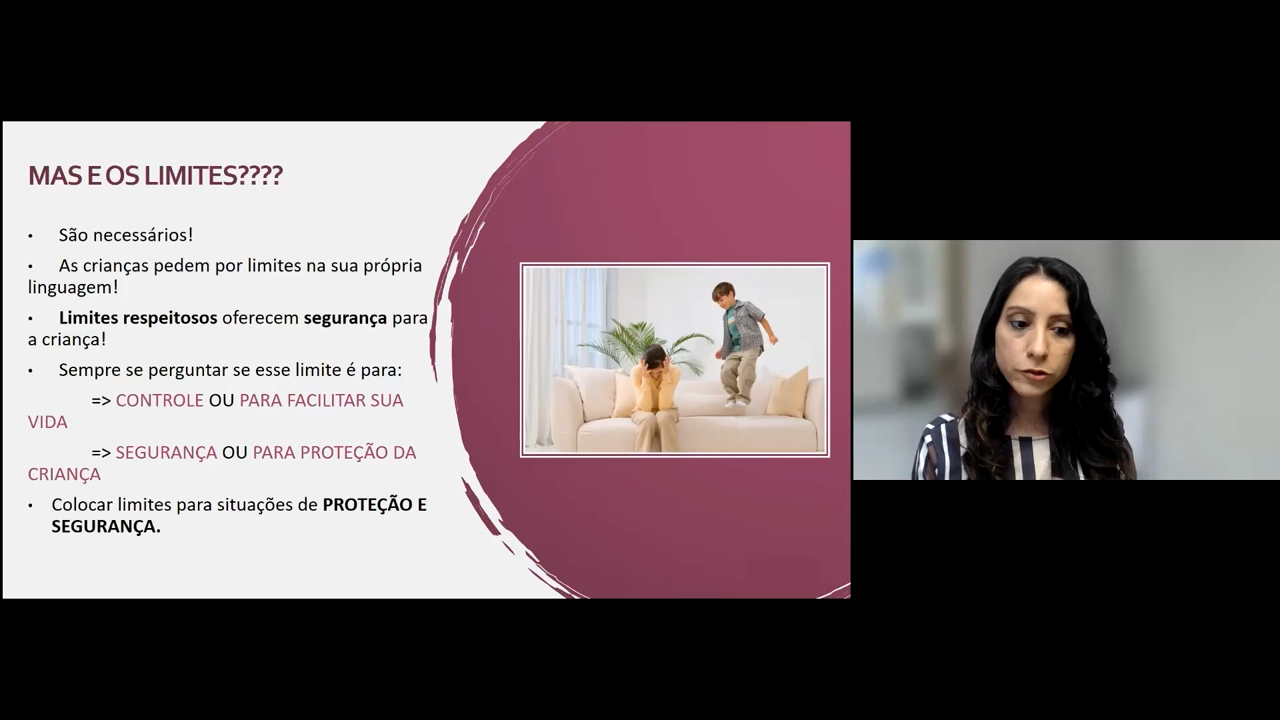 MAS E OS LIMITES????
• São necessários!
• As crianças pedem por limites na sua própria
linguagem!
• Limites respeitosos oferecem segurança para
a criança!
• Sempre se perguntar se esse limite é para:
=> CONTROLE OU PARA FACILITAR SUA
VIDA
=> SEGURANÇA OU PARA PROTEÇÃO DA
CRIANÇA
• Colocar limites para situações de PROTEÇÃO E
SEGURANÇA.